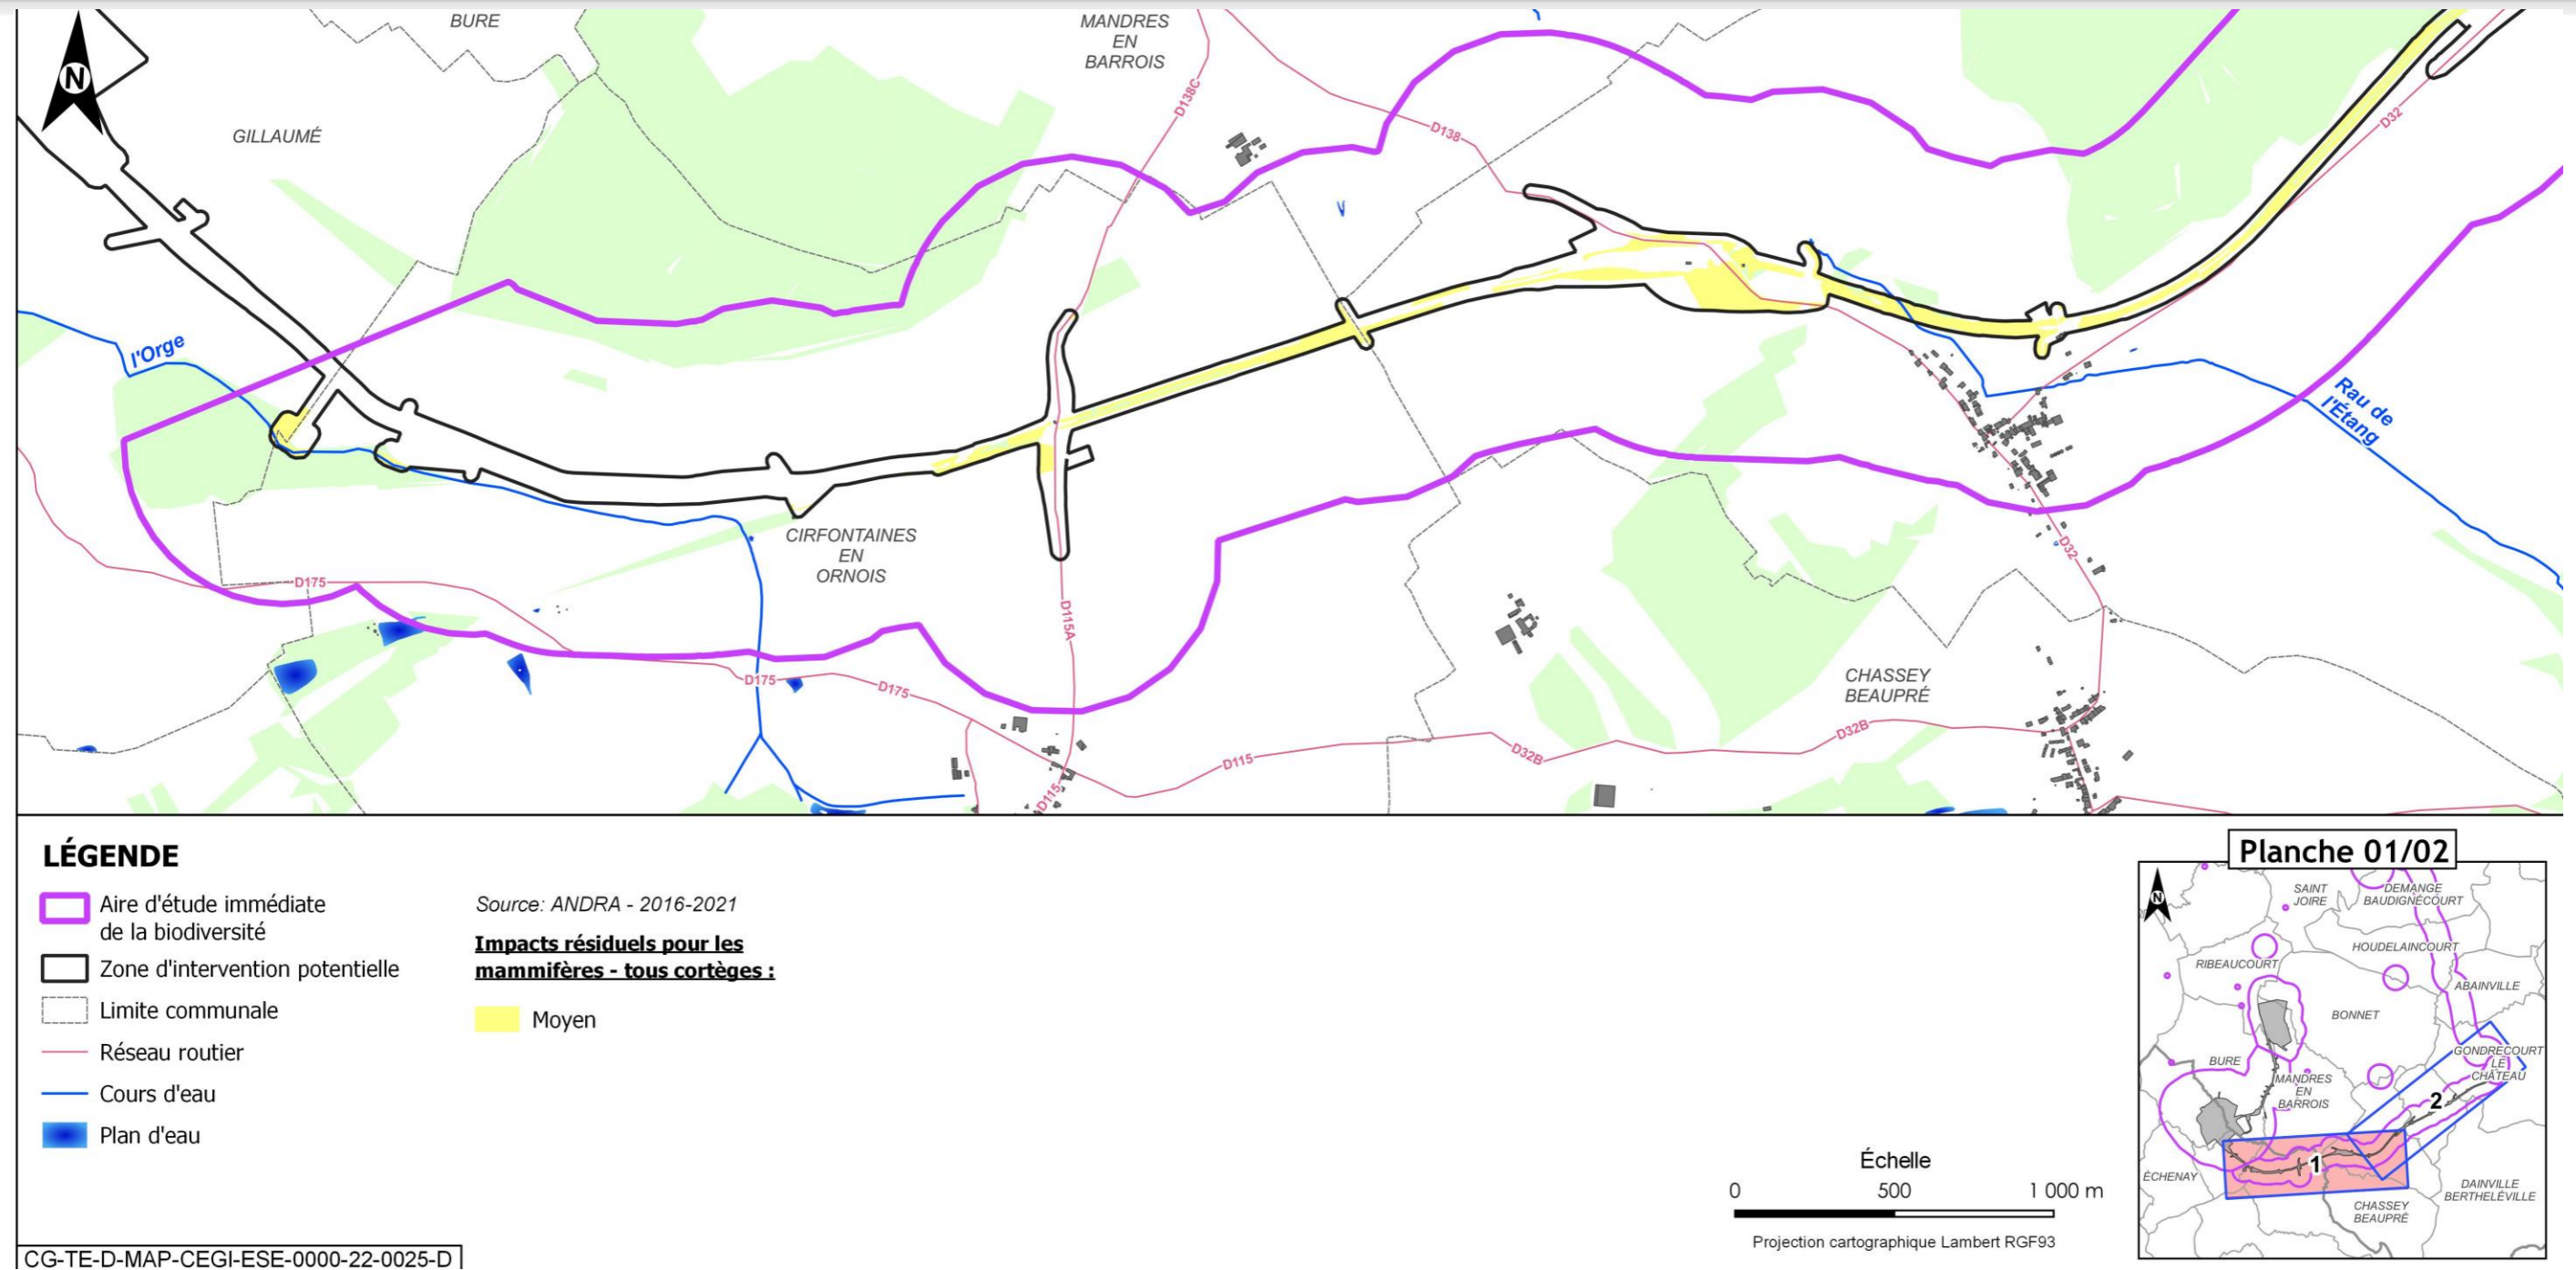 BURE
MANDRES
EN
BARROIS
N
GILLAUMÉ
D138C
D138
D32
l'Orge
Rau de
l'Étang
CIRFONTAINES
EN
ORNOIS
D175
D115A
D32
D175
D175
CHASSEY
BEAUPRÉ
D115
D32B
D32B
D115
LÉGENDE
Aire d'étude immédiate
de la biodiversité
Zone d'intervention potentielle
Limite communale
Réseau routier
Cours d'eau
Plan d'eau
Source: ANDRA - 2016-2021
Impacts résiduels pour les
mammifères - tous cortèges :
Moyen
Échelle
0 500 1 000 m
Projection cartographique Lambert RGF93
Planche 01/02
N
SAINT
JOIRE
DEMANGE
BAUDIGNÉCOURT
HOUDELAINCOURT
RIBEAUCOURT
ABAINVILLE
BONNET
BURE
GONDRECOURT
LE
CHÂTEAU
MANDRES
EN
BARROIS
2
1
ÉCHENAY
DAINVILLE
BERTHELÉVILLE
CHASSEY
BEAUPRÉ
CG-TE-D-MAP-CEGI-ESE-0000-22-0025-D